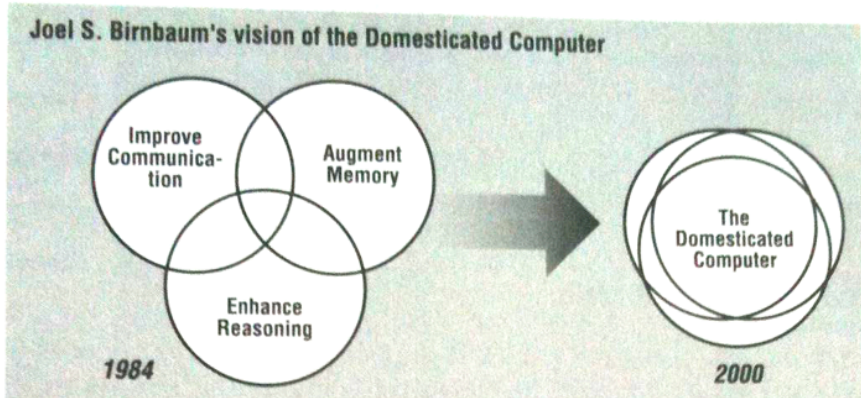 Joel S. Birnbaum's vision of the Domesticated Computer
Improve
Communica-
tion
Augment
Memory
Enhance
Reasoning
1984
The
Domesticated
Computer
2000